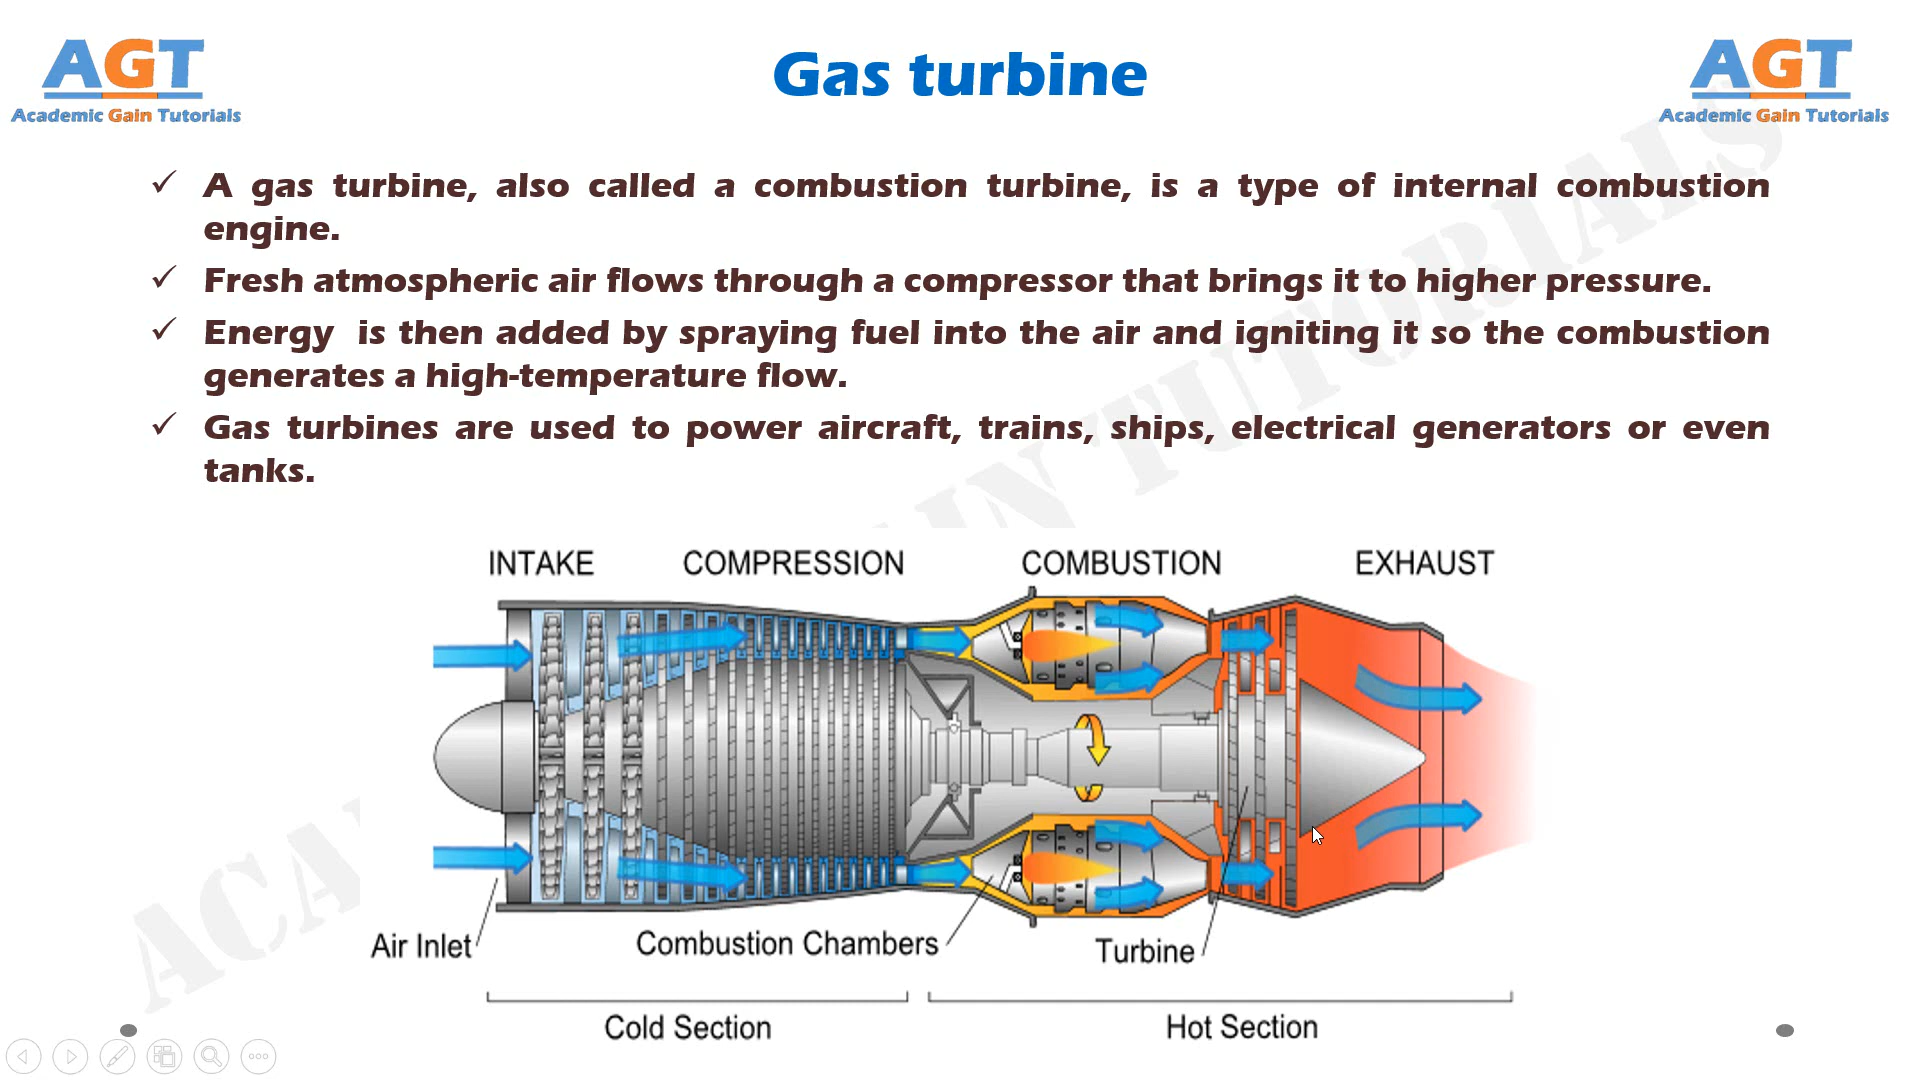 AGT
Academic Gain Tutorials
Gas turbine
AGT
Academic Gain Tutorials
✓ A gas turbine, also called a combustion turbine, is a type of internal combustion
engine.
✓ Fresh atmospheric air flows through a compressor that brings it to higher pressure.
✓ Energy is then added by spraying fuel into the air and igniting it so the combustion
generates a high-temperature flow.
✓ Gas turbines are used to power aircraft, trains, ships, electrical generators or even
tanks.
INTAKE COMPRESSION COMBUSTION EXHAUST
Air Inlet Combustion Chambers Turbine
Cold Section Hot Section